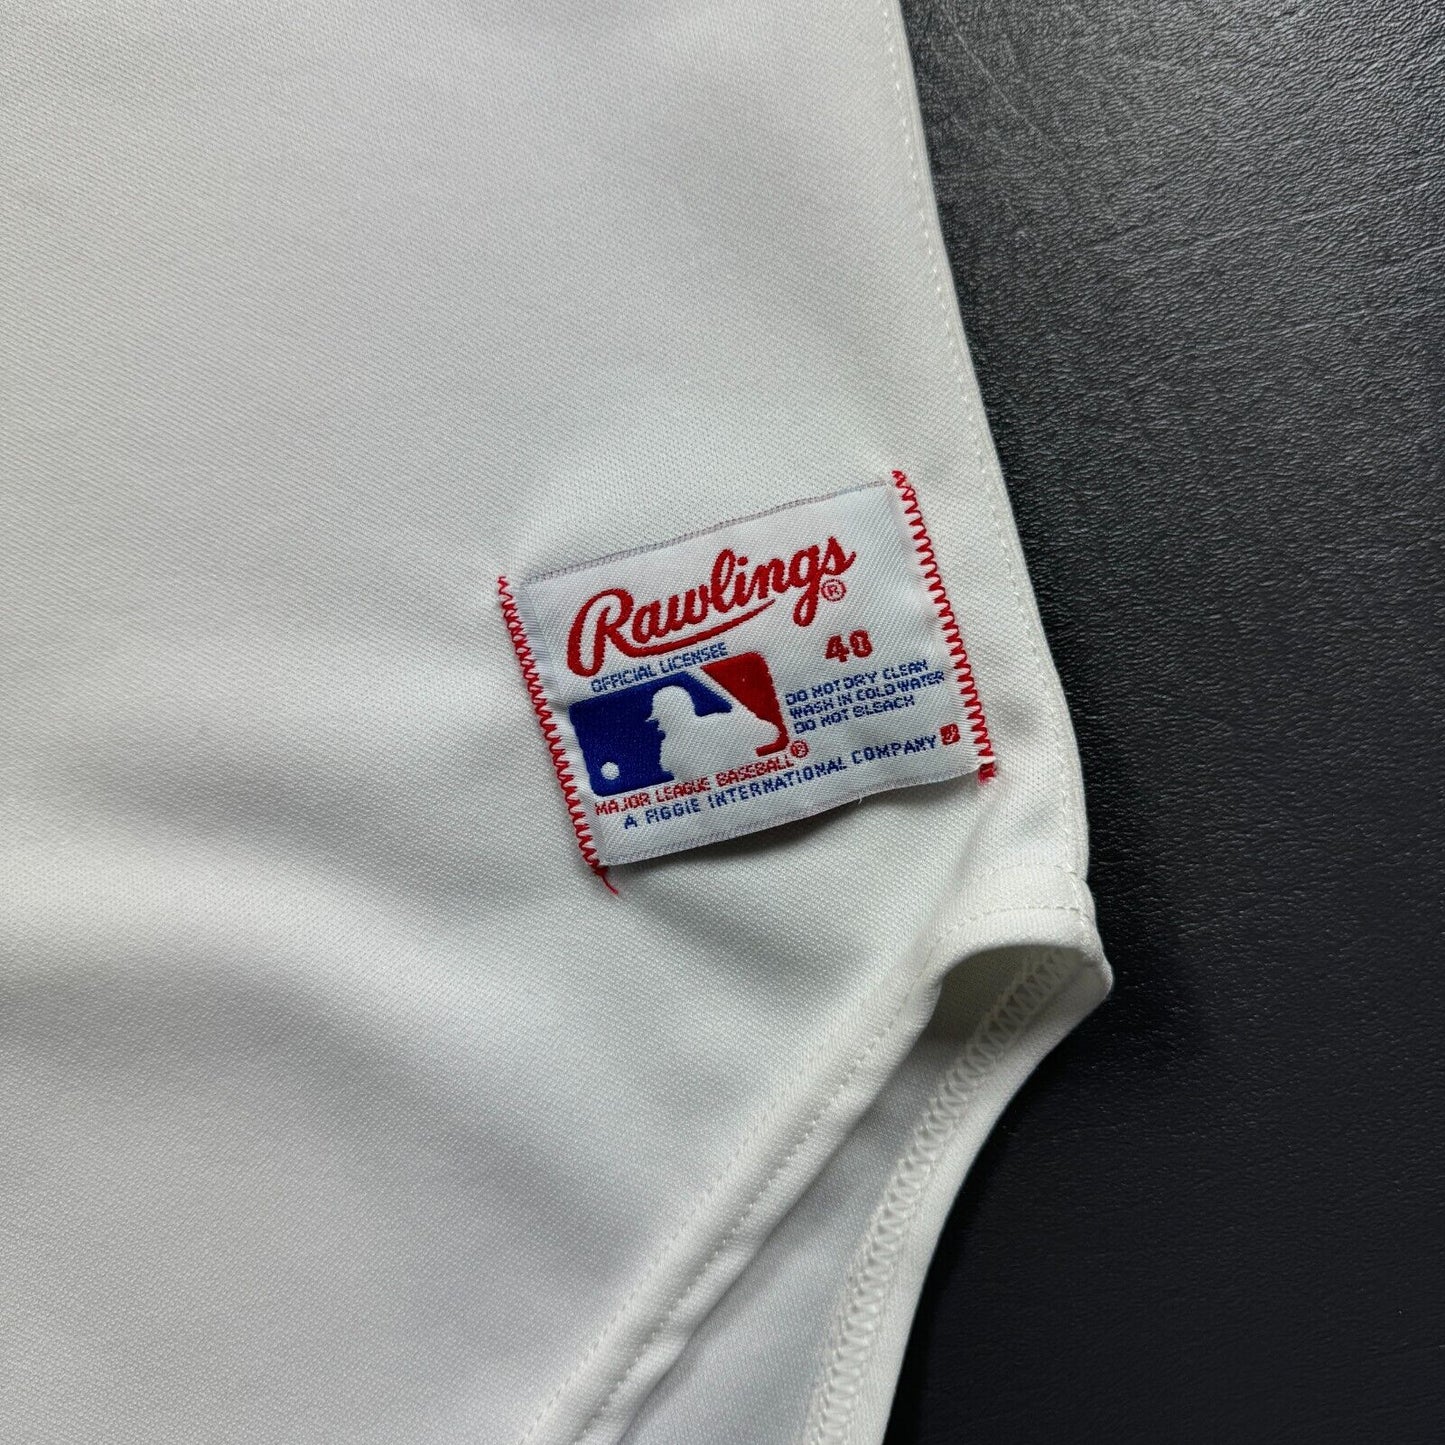 Rawlings®
48
OFFICIAL LICENSEE
DO NOT DRY CLEAN
WASH IN COLD WATER
DO NOT BLEACH
®
MAJOR LEAGUE BASEBALL
A FIGGIE INTERNATIONAL COMPANY